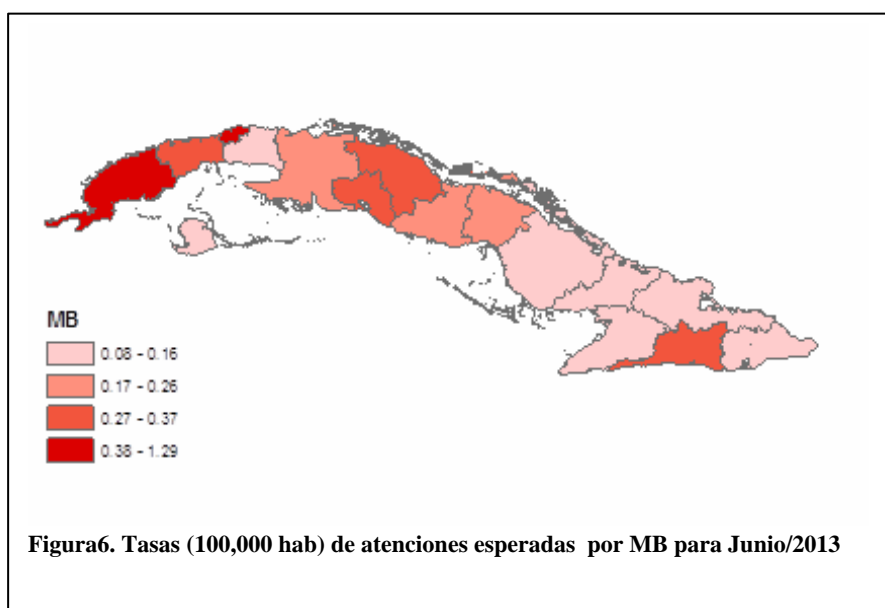 MB
0.08 - 0.16
0.17 - 0.26
0.27 - 0.37
0.38 - 1.29
Figura6. Tasas (100,000 hab) de atenciones esperadas por MB para Junio/2013